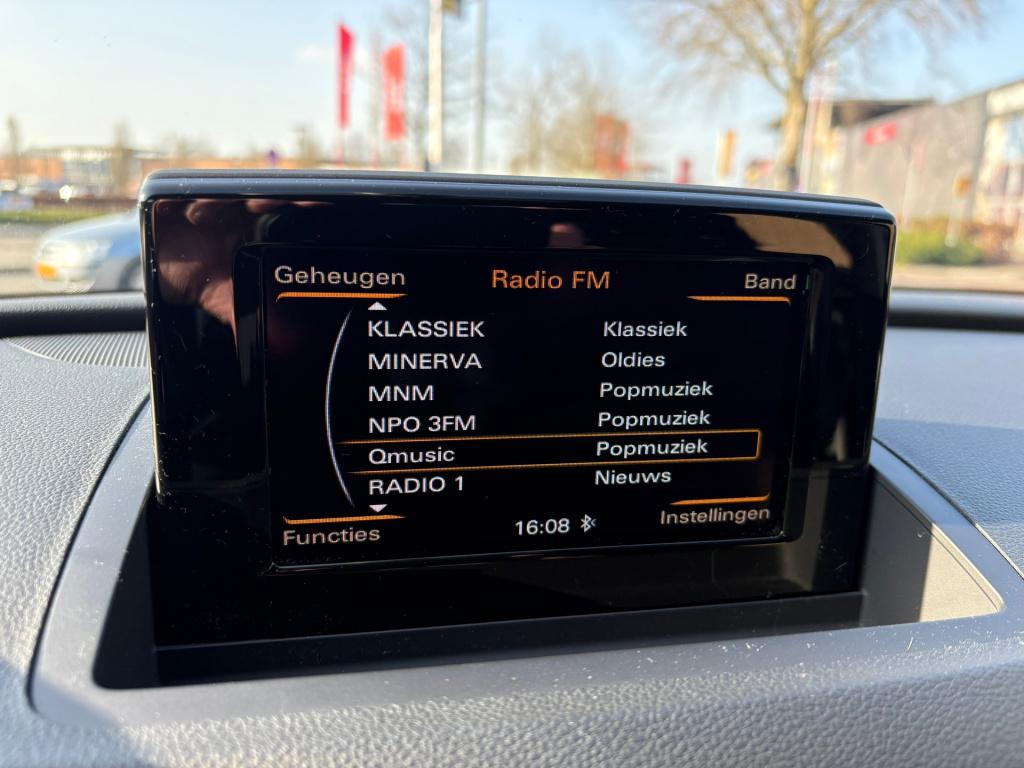 Geheugen Radio FM Band
KLASSIEK Klassiek
MINERVA Oldies
MNM Popmuziek
NPO 3FM Popmuziek
Qmusic Popmuziek
RADIO 1 Nieuws
Functies 16:08 Instellingen